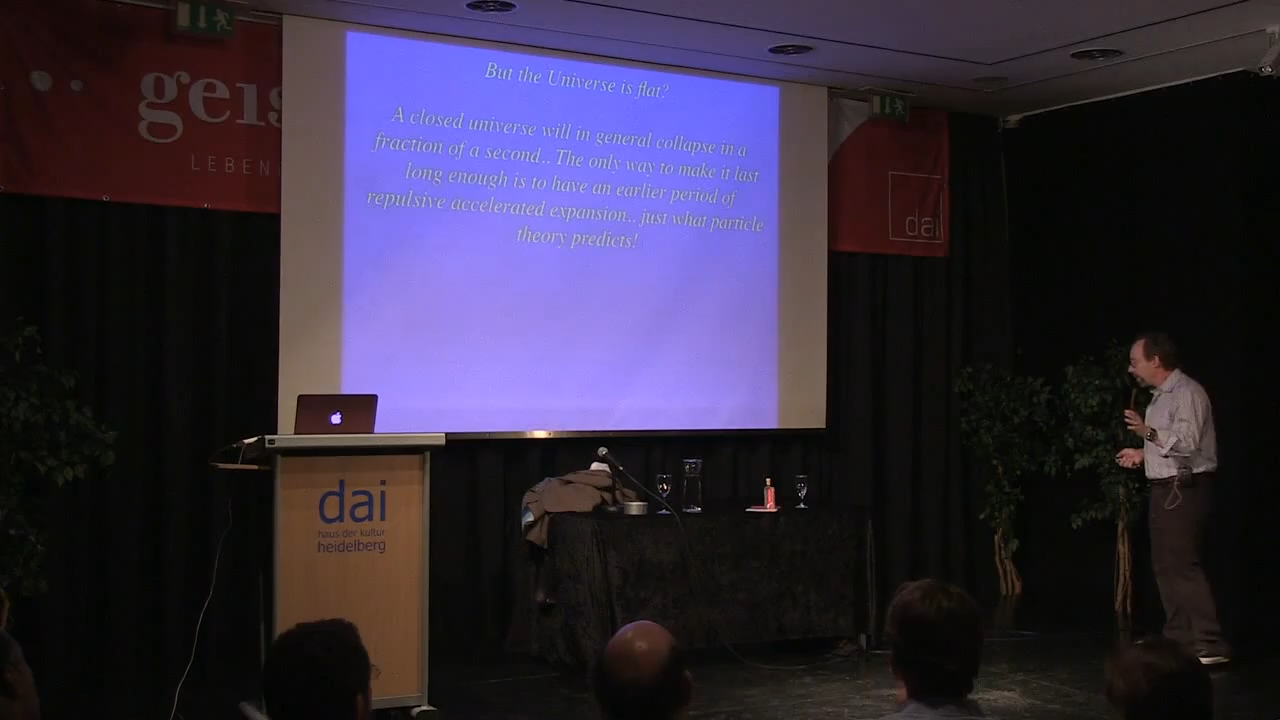 But the Universe is flat?
A closed universe will in general collapse in a
fraction of a second.. The only way to make it last
long enough is to have an earlier period of
repulsive accelerated expansion.. just what particle
theory predicts!
geis
LEBEN
dai
dai
haus der kultur
heidelberg